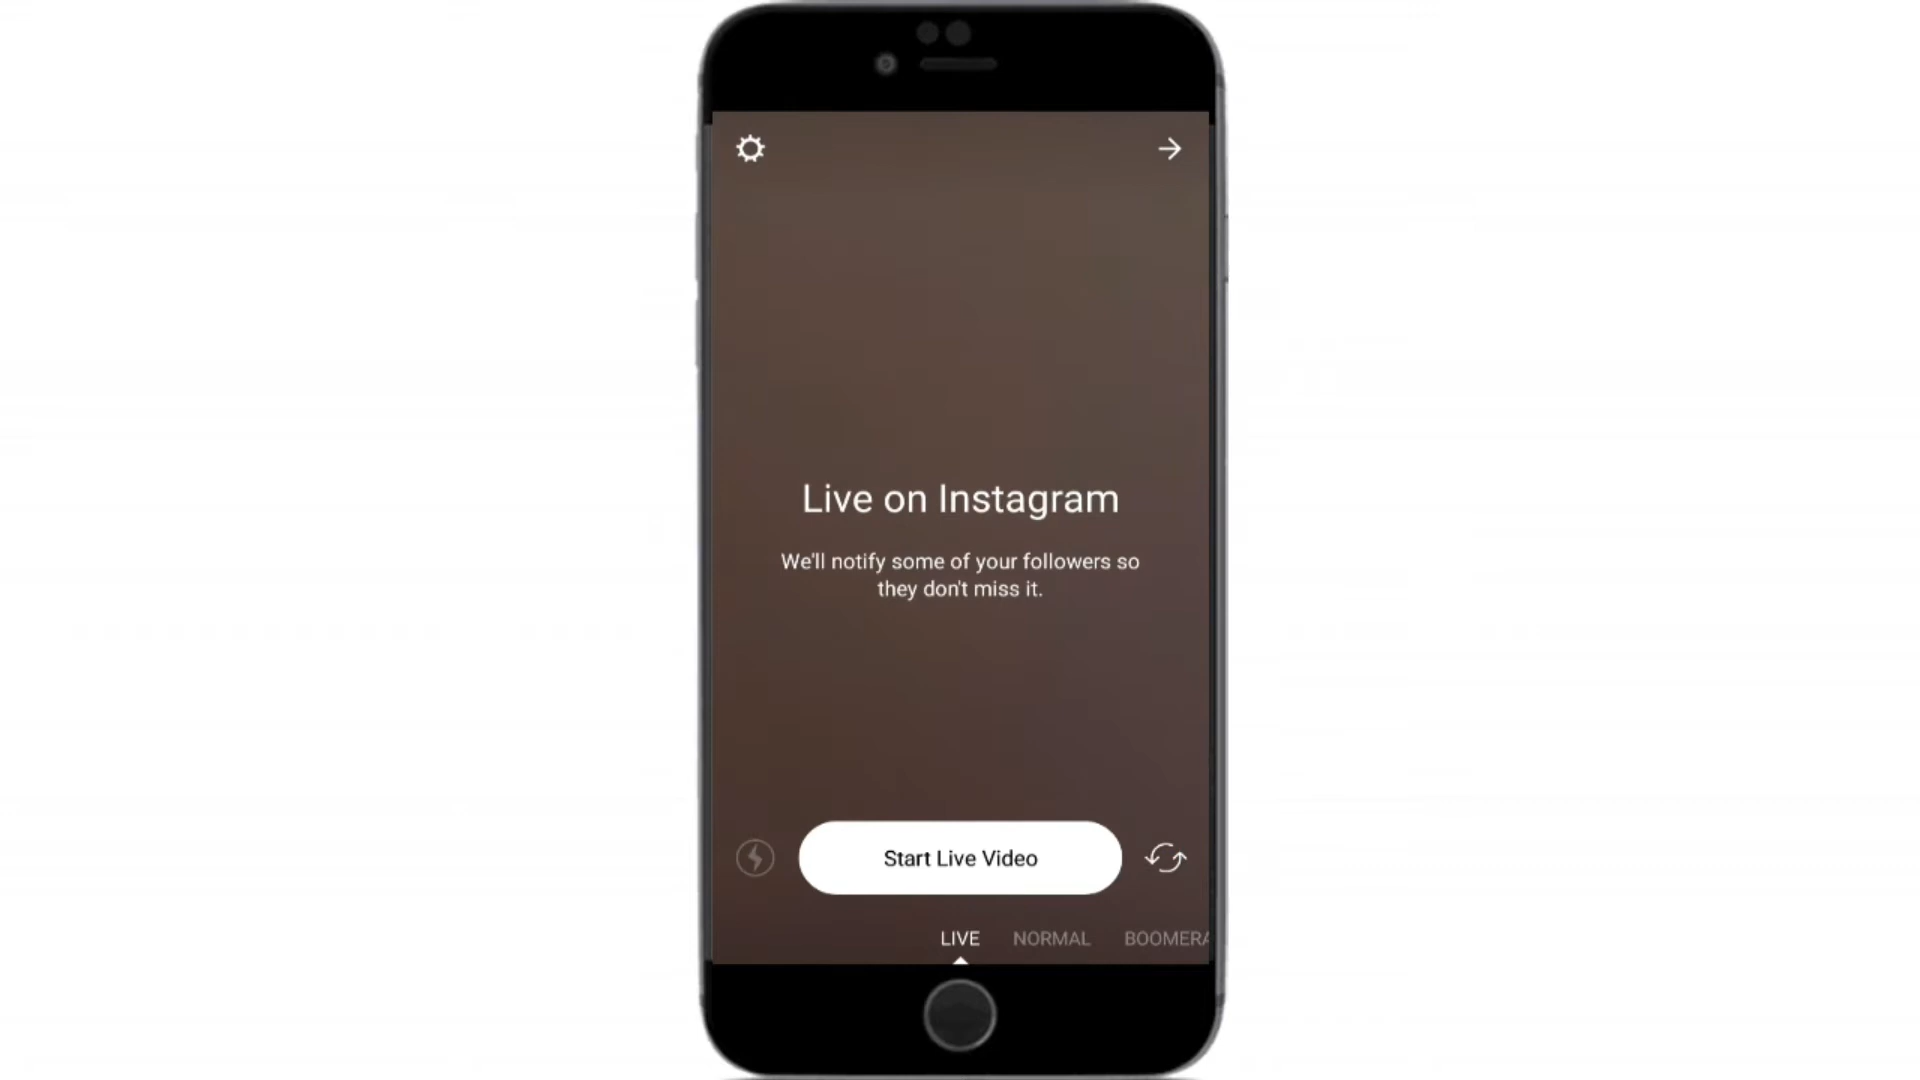 Live on Instagram
We'll notify some of your followers so
they don't miss it.
Start Live Video
LIVE NORMAL BOOMERA